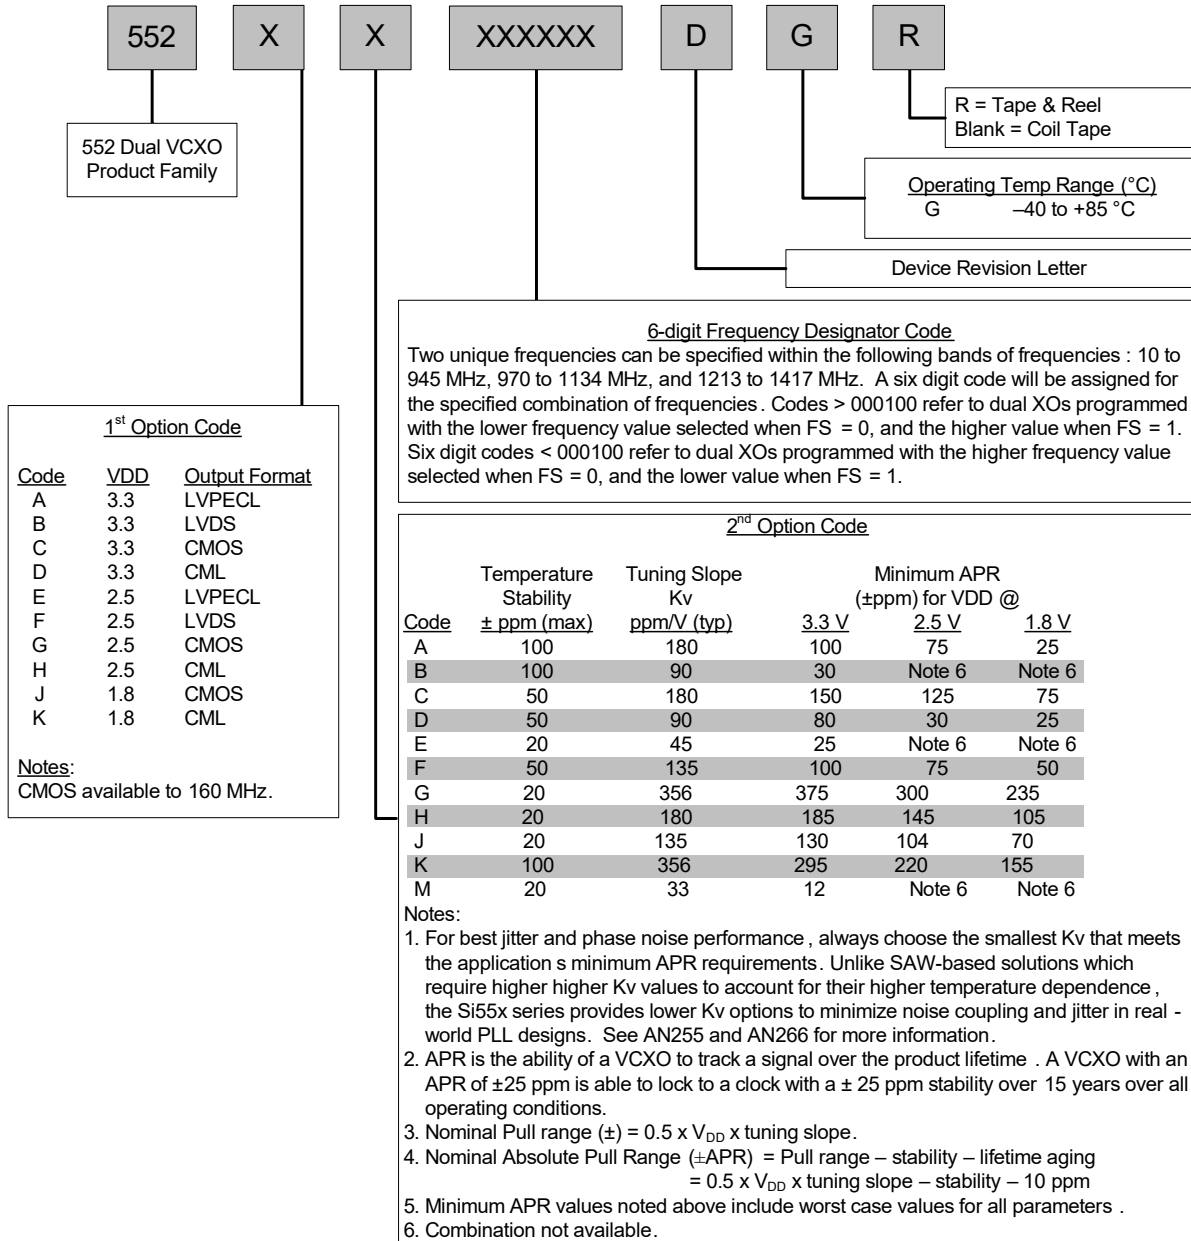 552 X X XXXXXX D G R
R = Tape & Reel
Blank = Coil Tape
552 Dual VCXO
Product Family
Operating Temp Range (°C)
G –40 to +85 °C
Device Revision Letter
6-digit Frequency Designator Code
Two unique frequencies can be specified within the following bands of frequencies : 10 to
945 MHz, 970 to 1134 MHz, and 1213 to 1417 MHz. A six digit code will be assigned for
the specified combination of frequencies. Codes > 000100 refer to dual XOs programmed
with the lower frequency value selected when FS = 0, and the higher value when FS = 1.
Six digit codes < 000100 refer to dual XOs programmed with the higher frequency value
selected when FS = 0, and the lower value when FS = 1.
1st Option Code
Code VDD Output Format
A 3.3 LVPECL
B 3.3 LVDS
C 3.3 CMOS
D 3.3 CML
E 2.5 LVPECL
F 2.5 LVDS
G 2.5 CMOS
H 2.5 CML
J 1.8 CMOS
K 1.8 CML
Notes:
CMOS available to 160 MHz.
2nd Option Code
Temperature Tuning Slope Minimum APR
Stability Kv (±ppm) for VDD @
Code ± ppm (max) ppm/V (typ) 3.3 V 2.5 V 1.8 V
A 100 180 100 75 25
B 100 90 30 Note 6 Note 6
C 50 180 150 125 75
D 50 90 80 30 25
E 20 45 25 Note 6 Note 6
F 50 135 100 75 50
G 20 356 375 300 235
H 20 180 185 145 105
J 20 135 130 104 70
K 100 356 295 220 155
M 20 33 12 Note 6 Note 6
Notes:
1. For best jitter and phase noise performance , always choose the smallest Kv that meets
the application s minimum APR requirements. Unlike SAW-based solutions which
require higher higher Kv values to account for their higher temperature dependence ,
the Si55x series provides lower Kv options to minimize noise coupling and jitter in real -
world PLL designs. See AN255 and AN266 for more information.
2. APR is the ability of a VCXO to track a signal over the product lifetime . A VCXO with an
APR of ±25 ppm is able to lock to a clock with a ± 25 ppm stability over 15 years over all
operating conditions.
3. Nominal Pull range (±) = 0.5 x VDD x tuning slope.
4. Nominal Absolute Pull Range (±APR) = Pull range – stability – lifetime aging
= 0.5 x VDD x tuning slope – stability – 10 ppm
5. Minimum APR values noted above include worst case values for all parameters .
6. Combination not available.